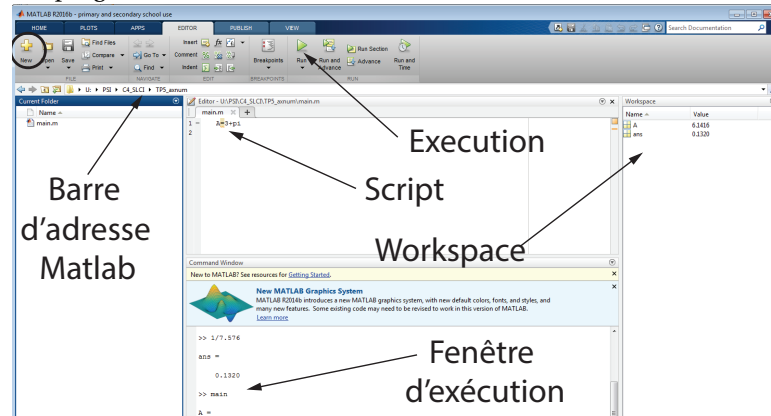 MATLAB R2016b - primary and secondary school use
HOME PLOTS APPS EDITOR PUBLISH VIEW
Search Documentation
New Open Save
Find Files
Compare
Print
Go To
Find
Insert
Comment
Indent
Breakpoints
Run
Run and Advance
Run Section
Advance
Run and Time
FILE NAVIGATE EDIT BREAKPOINTS RUN
U: PSI C4_SLCI TP5_asnum
Current Folder
Name
main.m
Editor - U:\PSI\C4_SLCI\TP5_asnum\main.m
main.m
1 - A=3+pi
2
Workspace
Name Value
A 6.1416
ans 0.1320
Execution
Script
Barre
d'adresse
Matlab
Workspace
Command Window
New to MATLAB? See resources for Getting Started.
New MATLAB Graphics System
MATLAB R2014b introduces a new MATLAB graphics system, with new default colors, fonts, and styles, and
many new features. Some existing code may need to be revised to work in this version of MATLAB.
Learn more
>> 1/7.576
ans =
0.1320
>> main
A =
Fenêtre
d'exécution